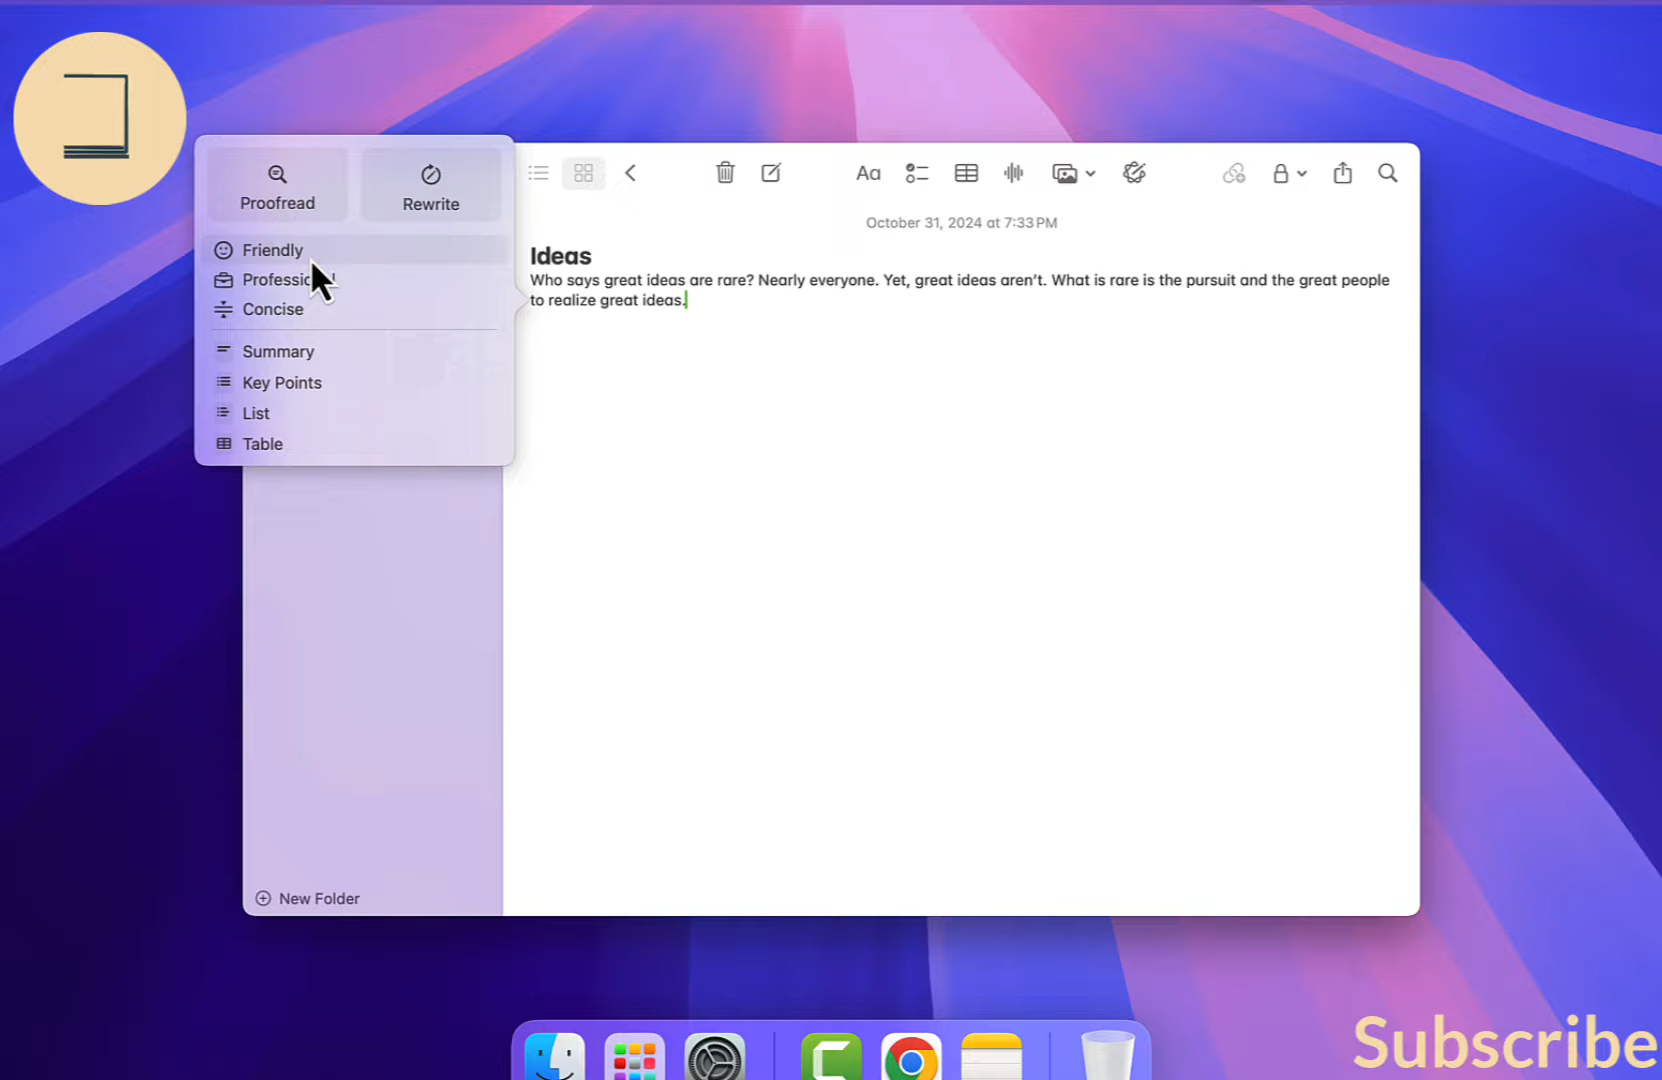 Proofread
Rewrite
Friendly
Concise
Summary
Key Points
List
Table
New Folder
Aa
October 31, 2024 at 7:33 PM
Ideas
Who says great ideas are rare? Nearly everyone. Yet, great ideas aren't. What is rare is the pursuit and the great people
to realize great ideas.
Subscribe